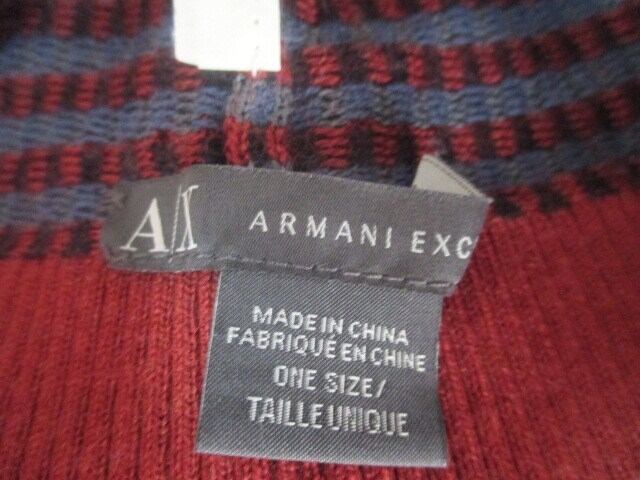 A|X ARMANI EXC
MADE IN CHINA
FABRIQUÉ EN CHINE
ONE SIZE/
TAILLE UNIQUE